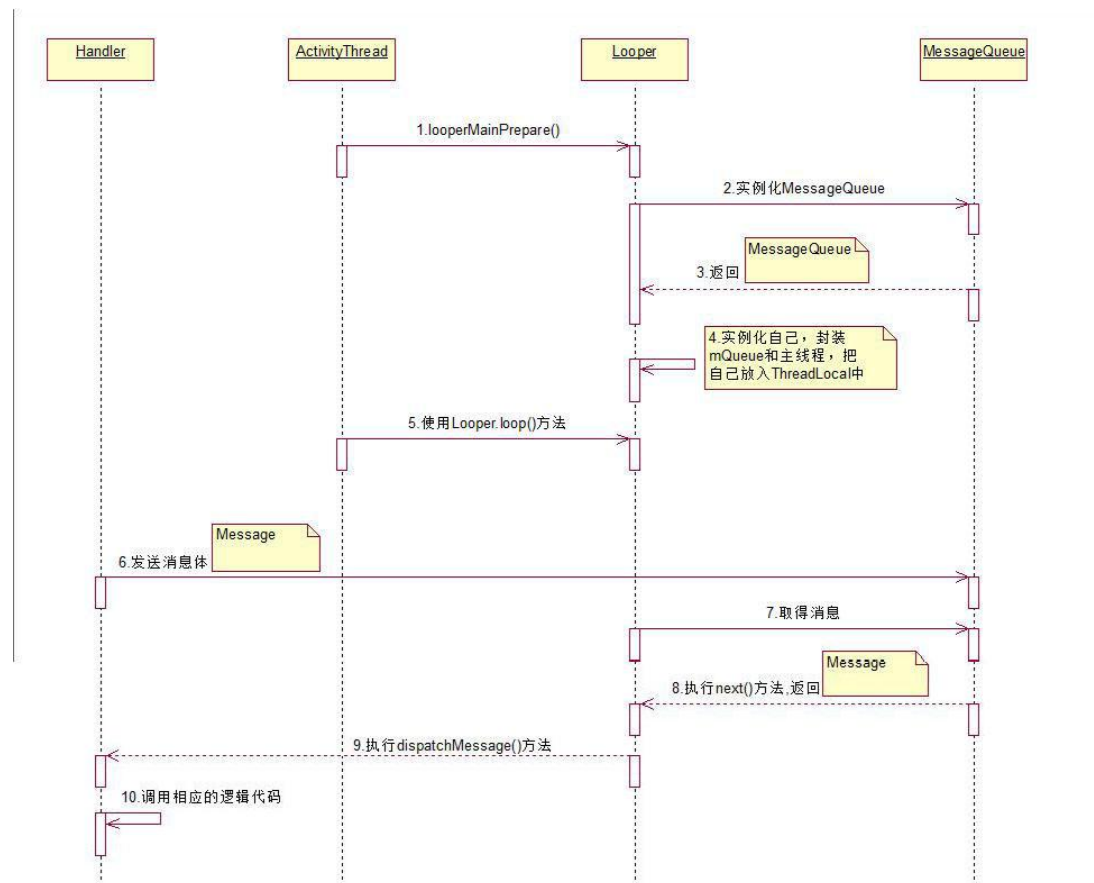 Handler
ActivityThread
Looper
MessageQueue
1.looperMainPrepare()
2.实例化MessageQueue
MessageQueue
3.返回
4.实例化自己，封装
mQueue和主线程，把
自己放入ThreadLocal中
5.使用Looper.loop()方法
Message
6.发送消息体
7.取得消息
Message
8.执行next()方法,返回
9.执行dispatchMessage()方法
10.调用相应的逻辑代码